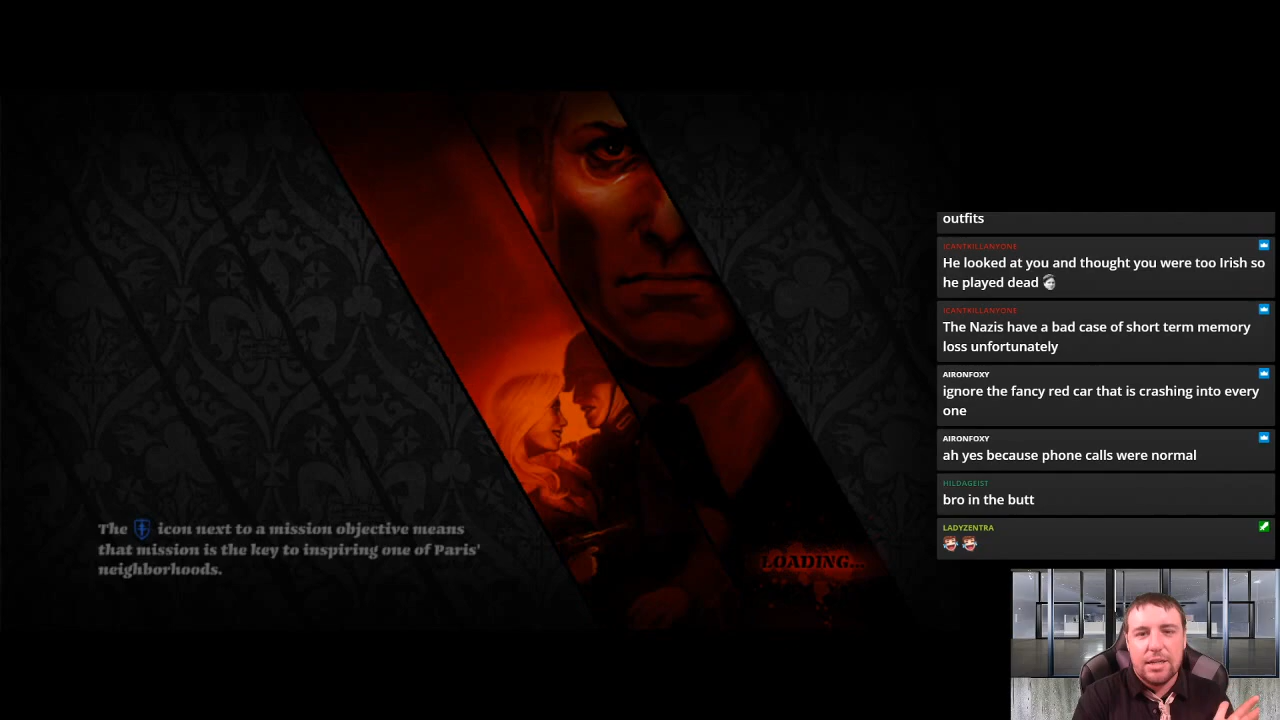 outfits
ICANTKILLANYONE
He looked at you and thought you were too Irish so
he played dead
ICANTKILLANYONE
The Nazis have a bad case of short term memory
loss unfortunately
AIRONFOXY
ignore the fancy red car that is crashing into every
one
AIRONFOXY
ah yes because phone calls were normal
HILDAGEIST
bro in the butt
LADYZENTRA
The icon next to a mission objective means
that mission is the key to inspiring one of Paris'
neighborhoods.
LOADING...